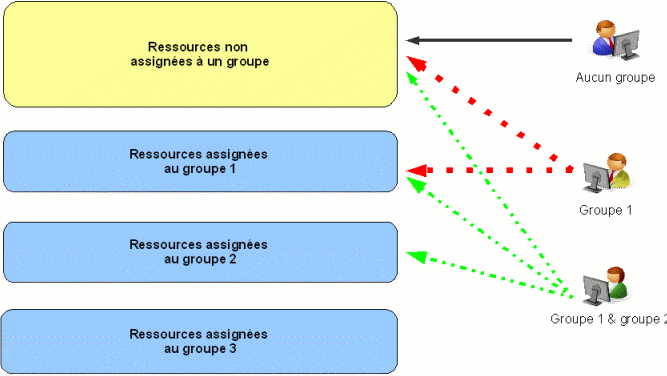 Ressources non
assignées à un groupe
Aucun groupe
Ressources assignées
au groupe 1
Groupe 1
Ressources assignées
au groupe 2
Groupe 1 & groupe 2
Ressources assignées
au groupe 3